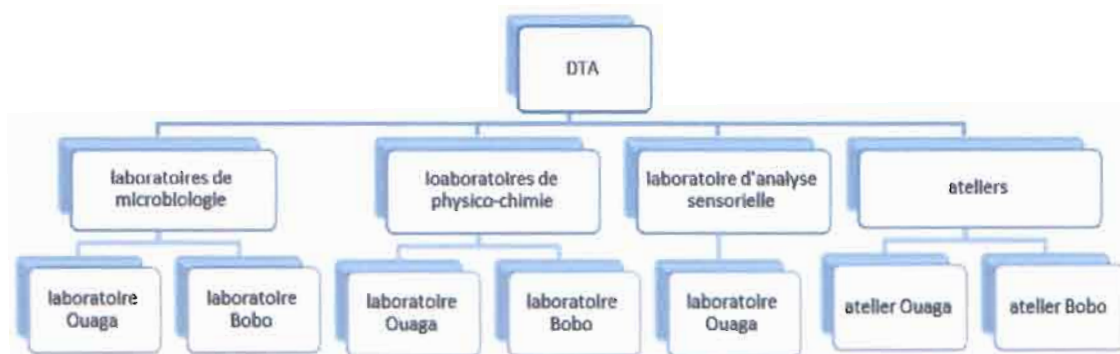 DTA
laboratoires de
microbiologie
loaboratoires de
physico-chimie
laboratoire d'analyse
sensorielle
ateliers
laboratoire
Ouaga
laboratoire
Bobo
laboratoire
Ouaga
laboratoire
Bobo
laboratoire
Ouaga
atelier Ouaga
atelier Bobo